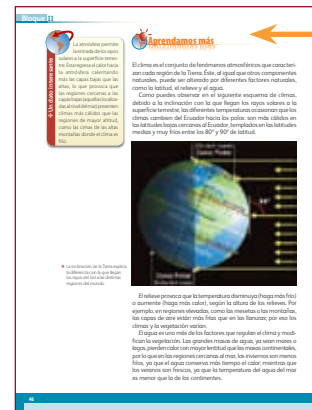 Bloque II
Un dato interesante
La atmósfera permite
la entrada de los rayos
solares a la superficie terres-
tre. Ésta regresa el calor hacia
la atmósfera calentando
más las capas bajas que las
altas, lo que provoca que
las regiones cercanas a las
capas bajas (aquellas localiza-
das al nivel del mar) presenten
climas más cálidos que las
regiones de mayor altitud,
como las cimas de las altas
montañas donde el clima es
frío.
Aprendamos más
El clima es el conjunto de fenómenos atmosféricos que caracteri-
zan cada región de la Tierra. Éste, al igual que otros componentes
naturales, puede ser alterado por diferentes factores naturales,
como la latitud, el relieve y el agua.
Como puedes observar en el siguiente esquema de climas,
debido a la inclinación con la que llegan los rayos solares a la
superficie terrestre, las diferentes temperaturas ocasionan que los
climas cambien del Ecuador hacia los polos: son más cálidos en
las latitudes bajas cercanas al Ecuador, templados en las latitudes
medias y muy fríos entre los 80° y 90° de latitud.
La inclinación de la Tierra explica
la diferencia con la que llegan
los rayos del Sol a las distintas
regiones del mundo.
El relieve provoca que la temperatura disminuya (haga más frío)
o aumente (haga más calor), según la altura de los relieves. Por
ejemplo, en regiones elevadas, como las mesetas o las montañas,
las capas de aire están más frías que en las llanuras; por eso los
climas y la vegetación varían.
El agua es uno de los factores que regulan el clima y modi-
fican la vegetación. Las grandes masas de agua, ya sean mares o
lagos, pierden calor con mayor lentitud que las masas continentales,
por lo que en las regiones cercanas al mar, los inviernos son menos
fríos, ya que el agua conserva más tiempo el calor; mientras que
los veranos son frescos, ya que la temperatura del agua del mar
es menor que la de los continentes.
46